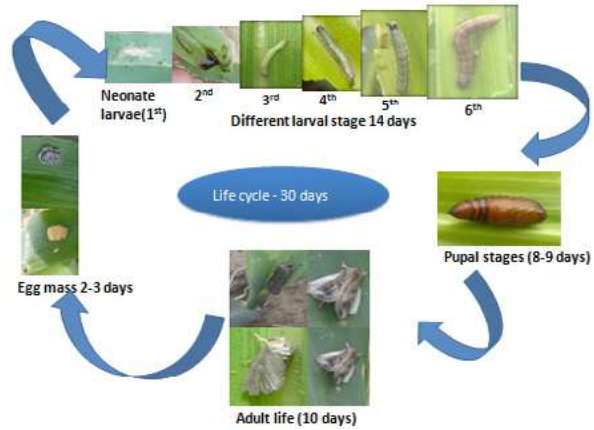 Neonate
larvae(1st)
2nd
3rd
4th
5th
6th
Different larval stage 14 days
Life cycle - 30 days
Pupal stages (8-9 days)
Egg mass 2-3 days
Adult life (10 days)